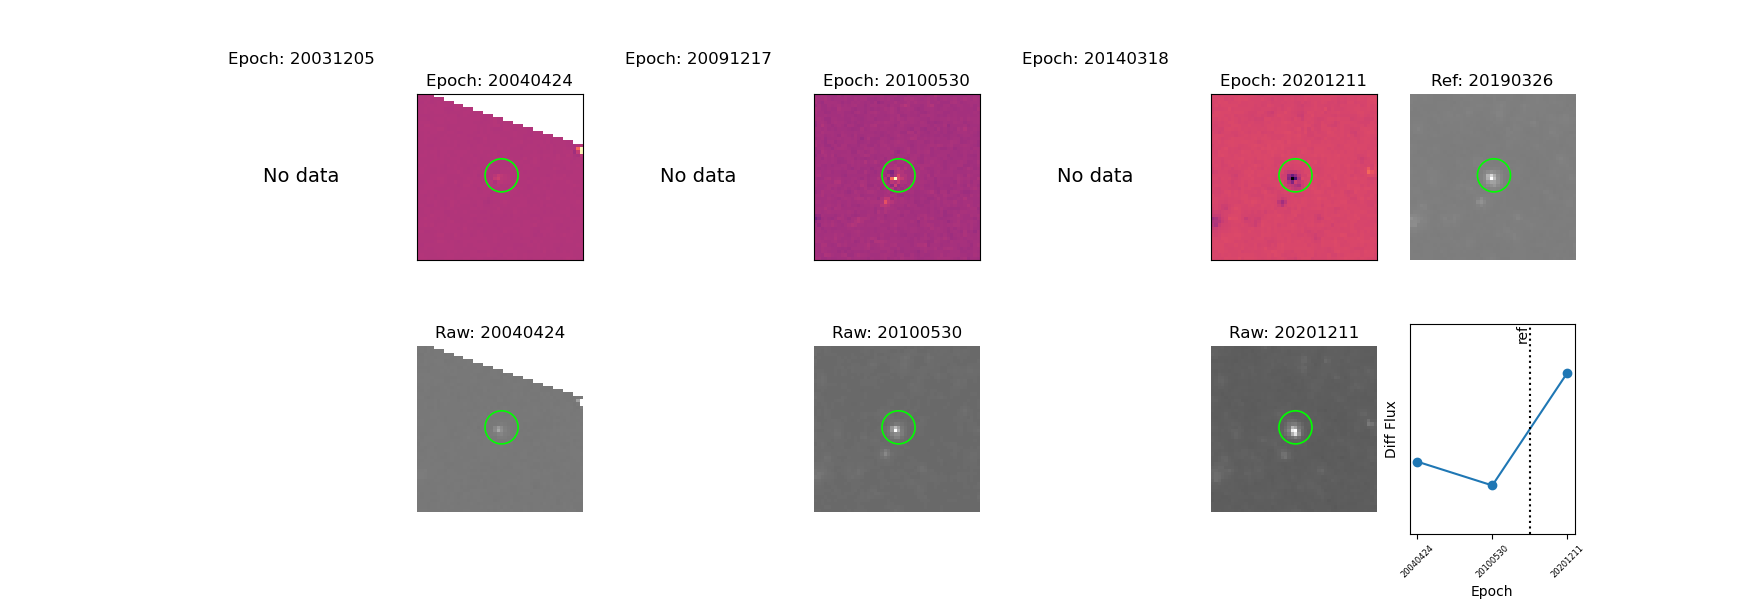 Epoch: 20031205
Epoch: 20040424
Epoch: 20091217
Epoch: 20100530
Epoch: 20140318
Epoch: 20201211
Ref: 20190326
No data
No data
No data
Raw: 20040424
Raw: 20100530
Raw: 20201211
ref
Diff Flux
20040424
20100530
20201211
Epoch